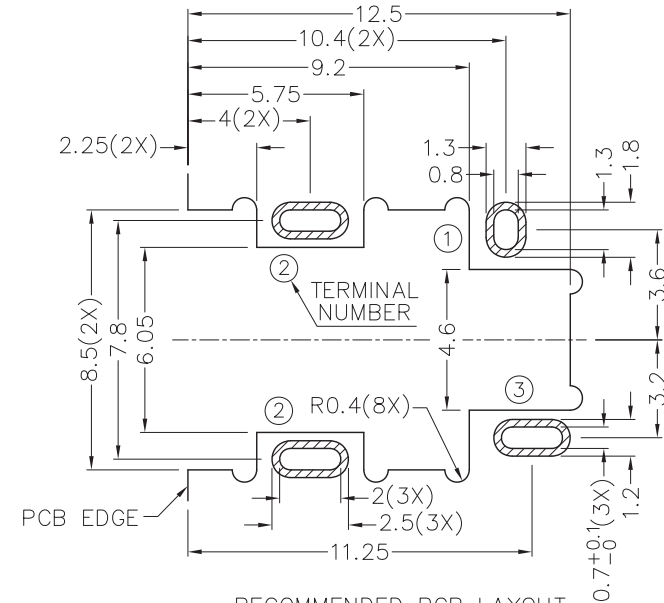 12.5
10.4(2X)
9.2
5.75
4(2X)
2.25(2X)
1.3
0.8
1.3
1.8
1
2
TERMINAL
NUMBER
8.5(2X)
7.8
6.05
4.6
3.6
3.2
2
3
R0.4(8X)
2(3X)
2.5(3X)
PCB EDGE
11.25
0.7+0.1-0(3X)
1.2
RECOMMENDED PCB LAYOUT